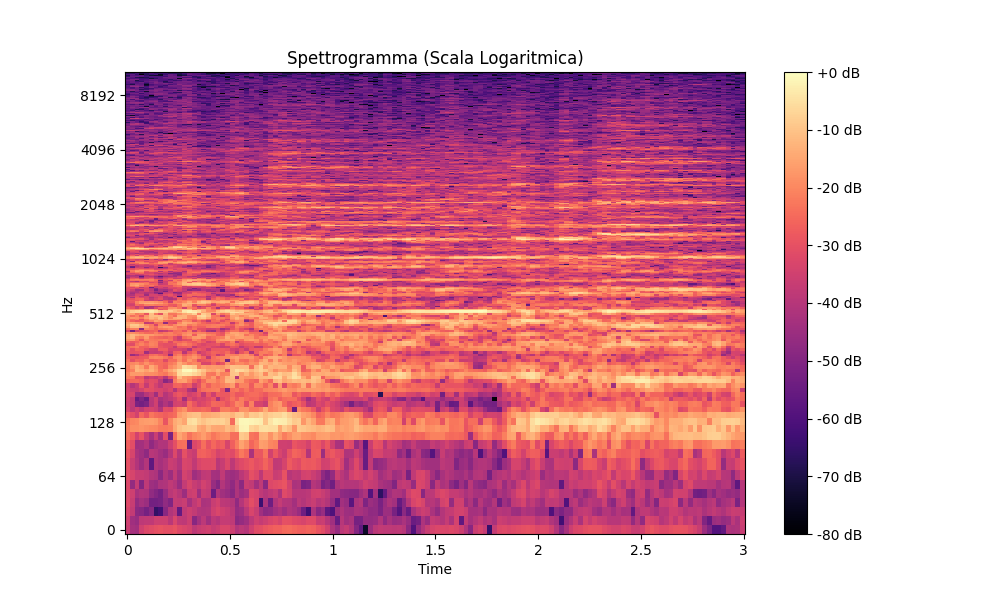 Spettrogramma (Scala Logaritmica)
Hz
8192
4096
2048
1024
512
256
128
64
0
0 0.5 1 1.5 2 2.5 3
Time
+0 dB
-10 dB
-20 dB
-30 dB
-40 dB
-50 dB
-60 dB
-70 dB
-80 dB